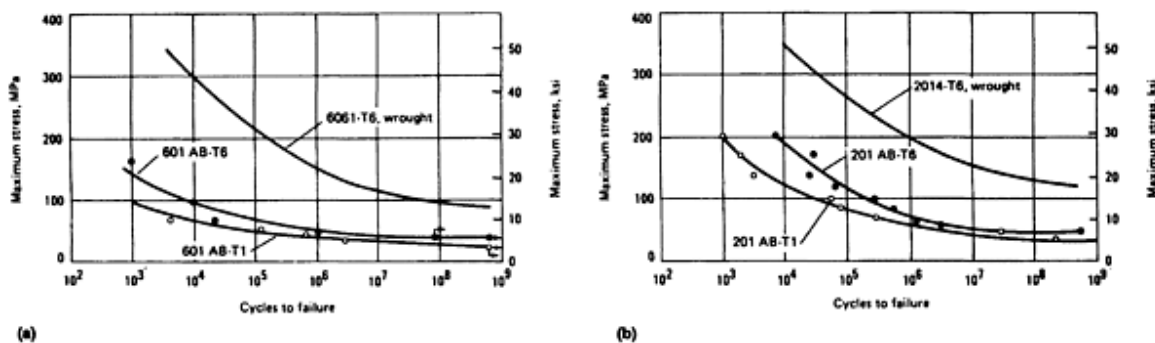 400
300
200
100
50
0
Maximum stress, MPa
6061-T6, wrought
601 AB-T6
601 AB-T1
50
40
30
20
10
0
Maximum stress, ksi
10² 10³ 10⁴ 10⁵ 10⁶ 10⁷ 10⁸ 10⁹
Cycles to failure
(a)
400
300
200
100
50
0
Maximum stress, MPa
2014-T6, wrought
201 AB-T6
201 AB-T1
50
40
30
20
10
0
Maximum stress, ksi
10² 10³ 10⁴ 10⁵ 10⁶ 10⁷ 10⁸ 10⁹
Cycles to failure
(b)